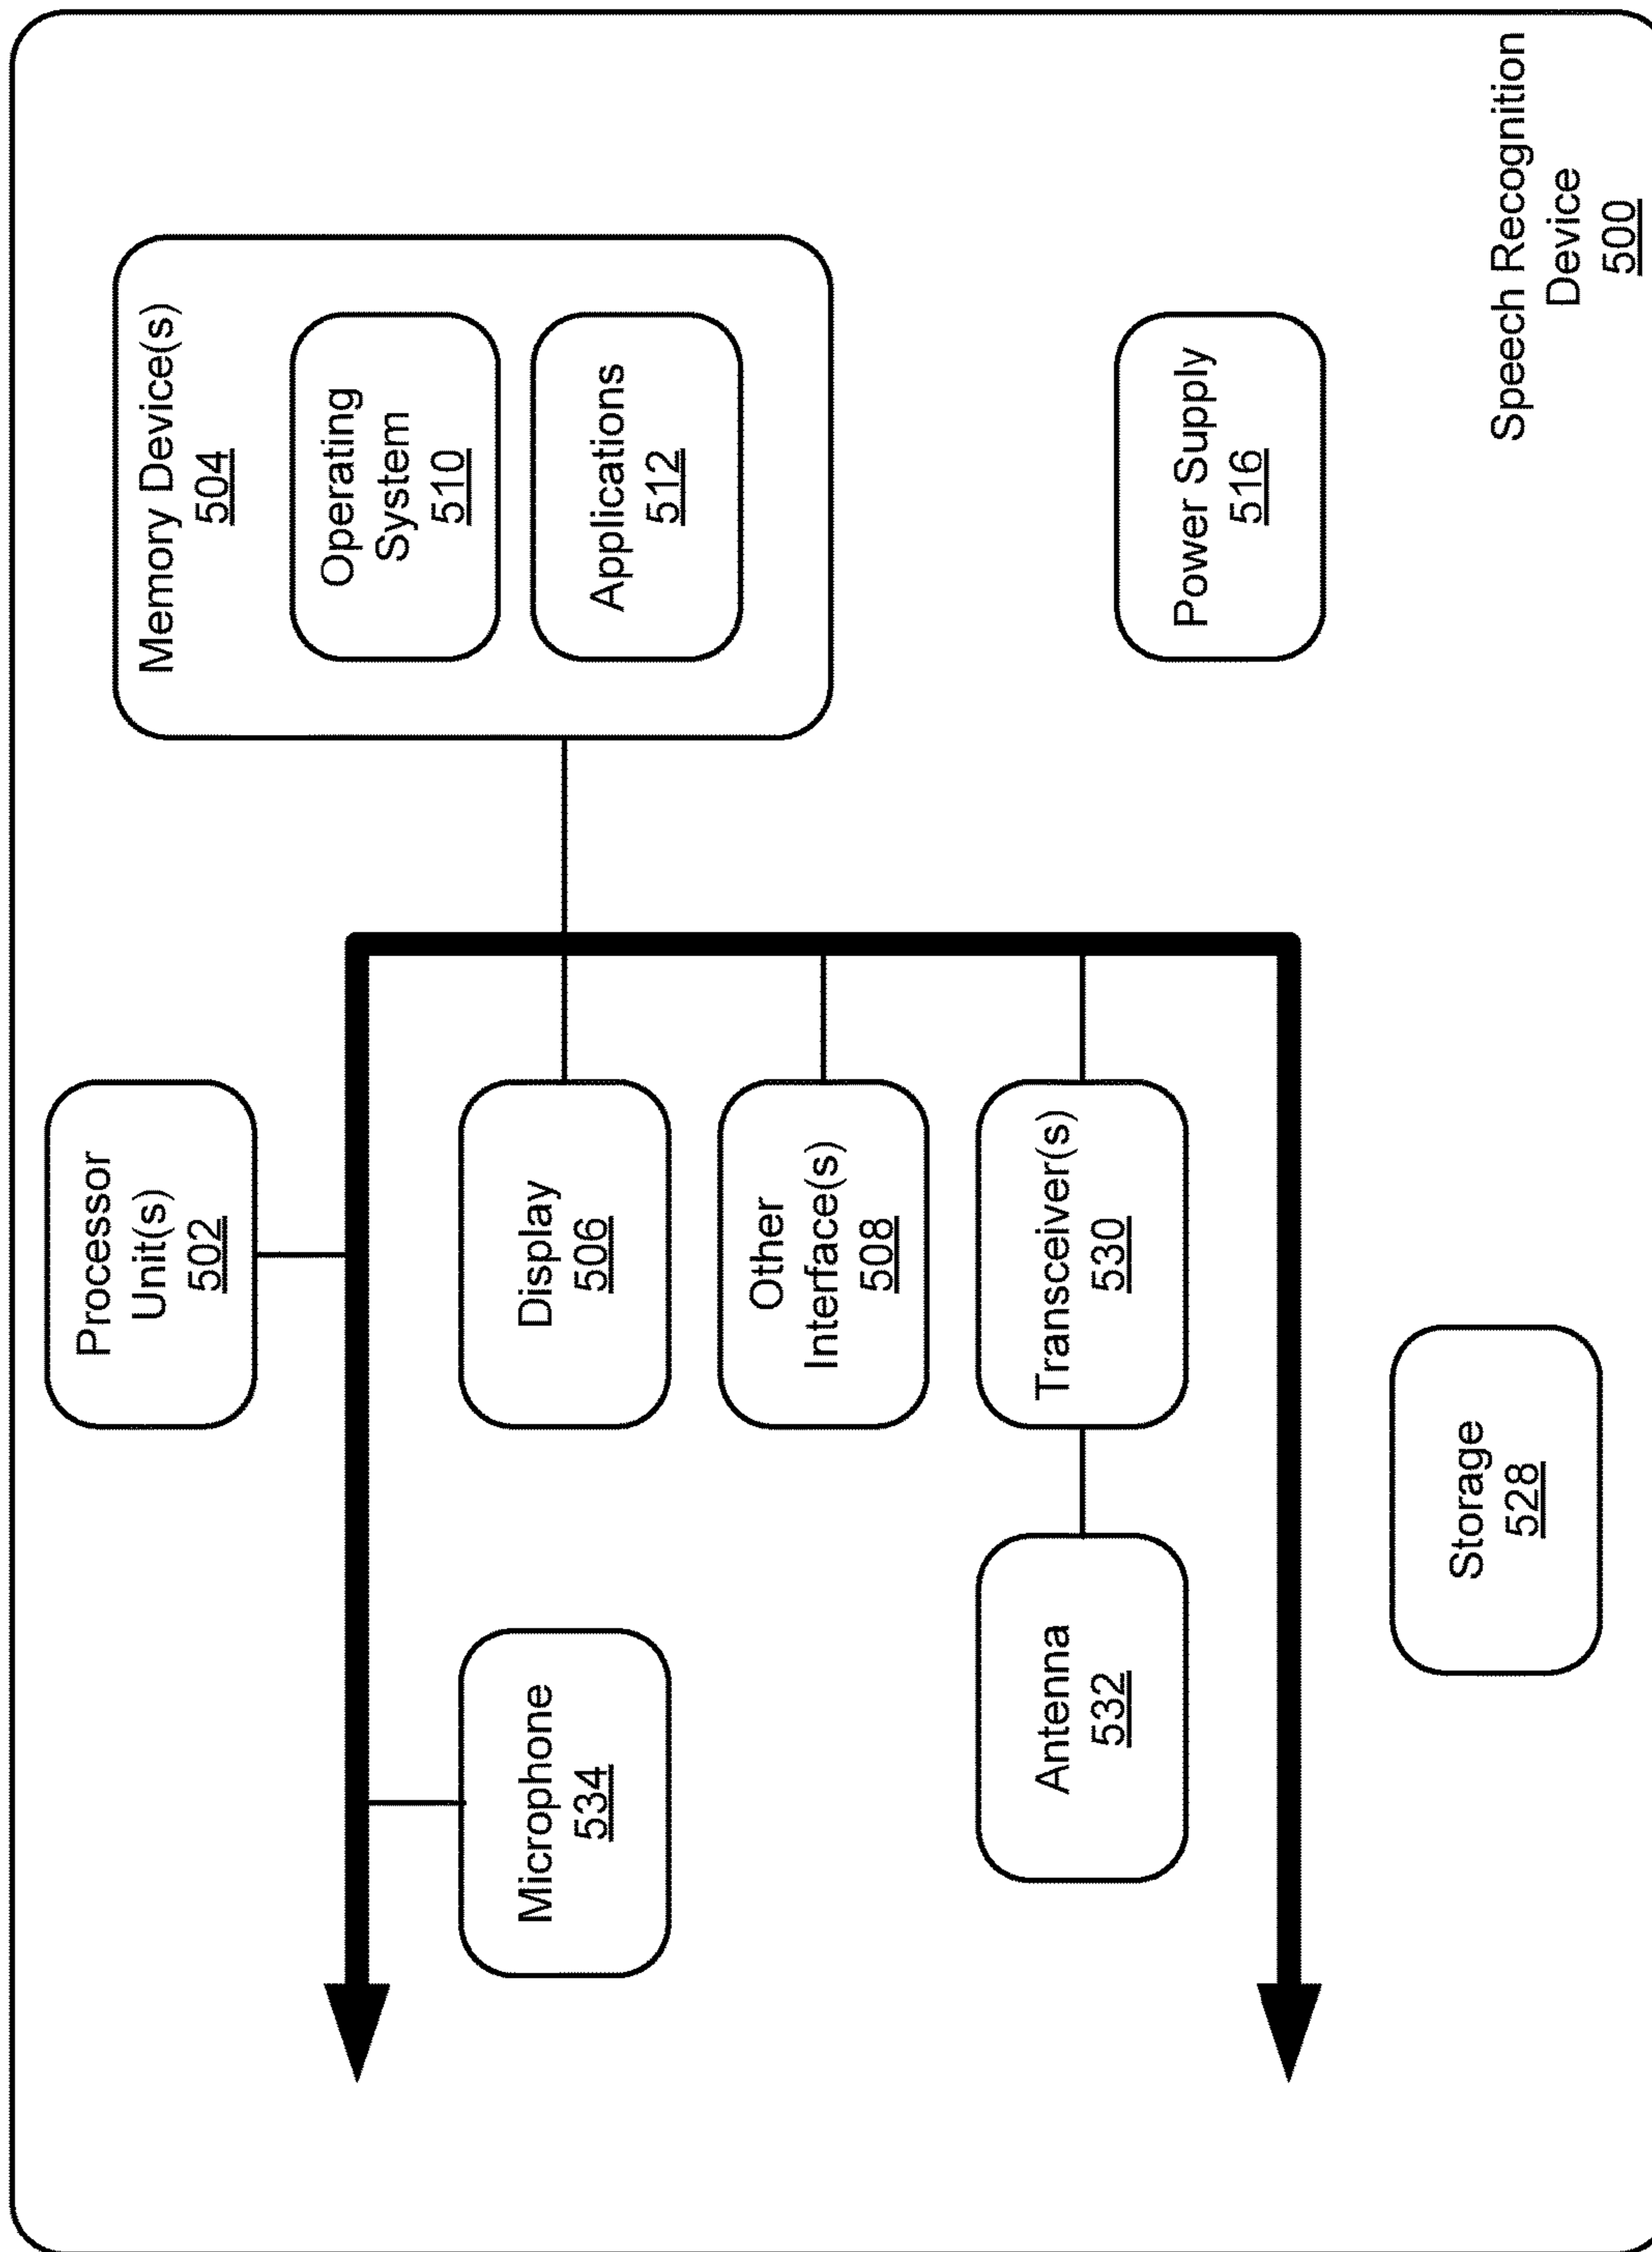 Processor
Unit(s)
502
Memory Device(s)
504
Operating
System
510
Applications
512
Microphone
534
Display
506
Other
Interface(s)
508
Antenna
532
Transceiver(s)
530
Power Supply
516
Storage
528
Speech Recognition
Device
500